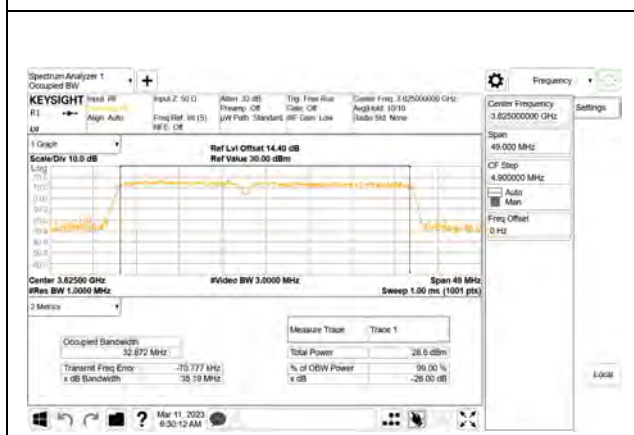 Spectrum Analyzer 1
Occupied BW
+
Frequency
KEYSIGHT
Input: RF
Input Z: 50 Ω
Atten: 32 dB
Trig: Free Run
Center Freq: 3.625000000 GHz
R1
Align: Auto
Freq Ref: Int (S)
NFE: Off
Preamp: Off
µW Path: Standard
Gate: Off
#IF Gain: Low
Avg|Hold: 10/10
Radio Std: None
Center Frequency
3.625000000 GHz
Settings
Span
49.000 MHz
CF Step
4.900000 MHz
Auto
Man
Freq Offset
0 Hz
1 Graph
Scale/Div 10.0 dB
Ref Lvl Offset 14.40 dB
Ref Value 30.00 dBm
Log
Center 3.62500 GHz
#Res BW 1.0000 MHz
#Video BW 3.0000 MHz
Span 49 MHz
Sweep 1.00 ms (1001 pts)
2 Metrics
Measure Trace
Trace 1
Occupied Bandwidth
32.872 MHz
Total Power
28.6 dBm
Transmit Freq Error
-70.777 kHz
% of OBW Power
99.00 %
x dB Bandwidth
35.19 MHz
x dB
-26.00 dB
Local
?
Mar 11, 2023
6:30:12 AM